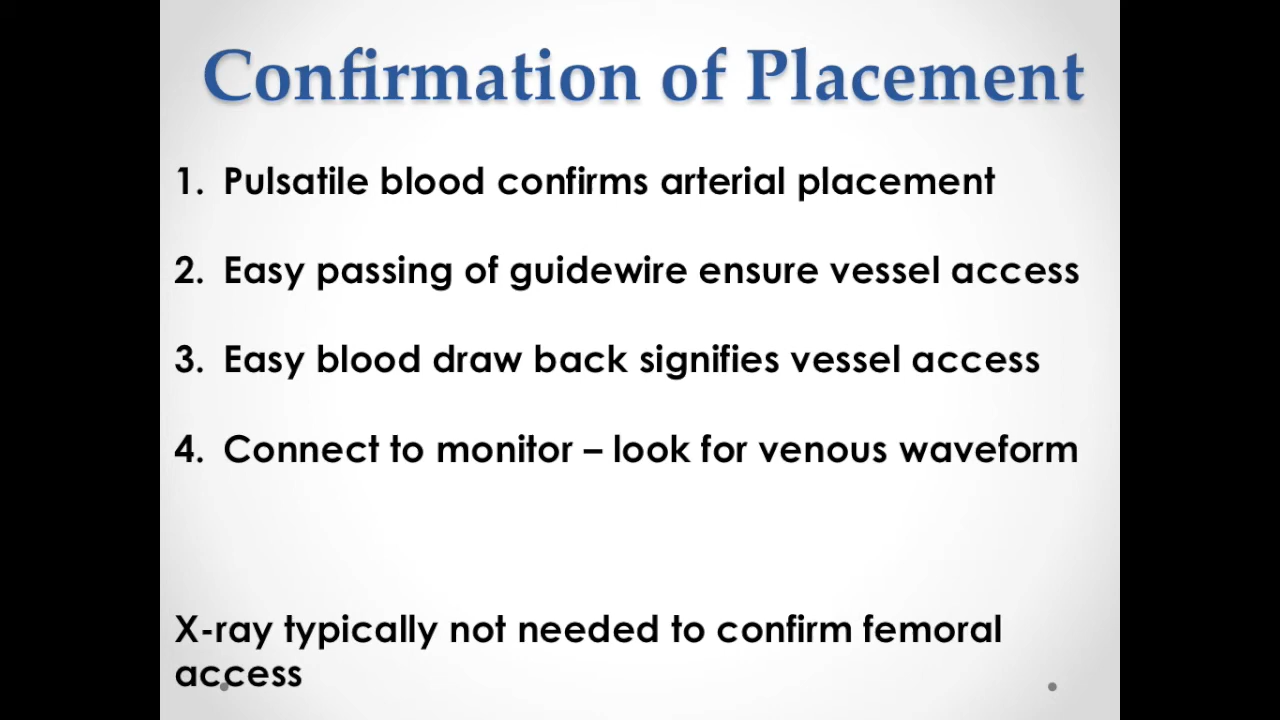 Confirmation of Placement
1. Pulsatile blood confirms arterial placement
2. Easy passing of guidewire ensure vessel access
3. Easy blood draw back signifies vessel access
4. Connect to monitor – look for venous waveform
X-ray typically not needed to confirm femoral
access